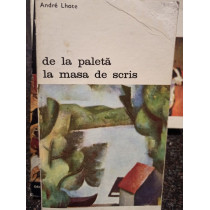 André Lhote
de la paletă
la masa de scris